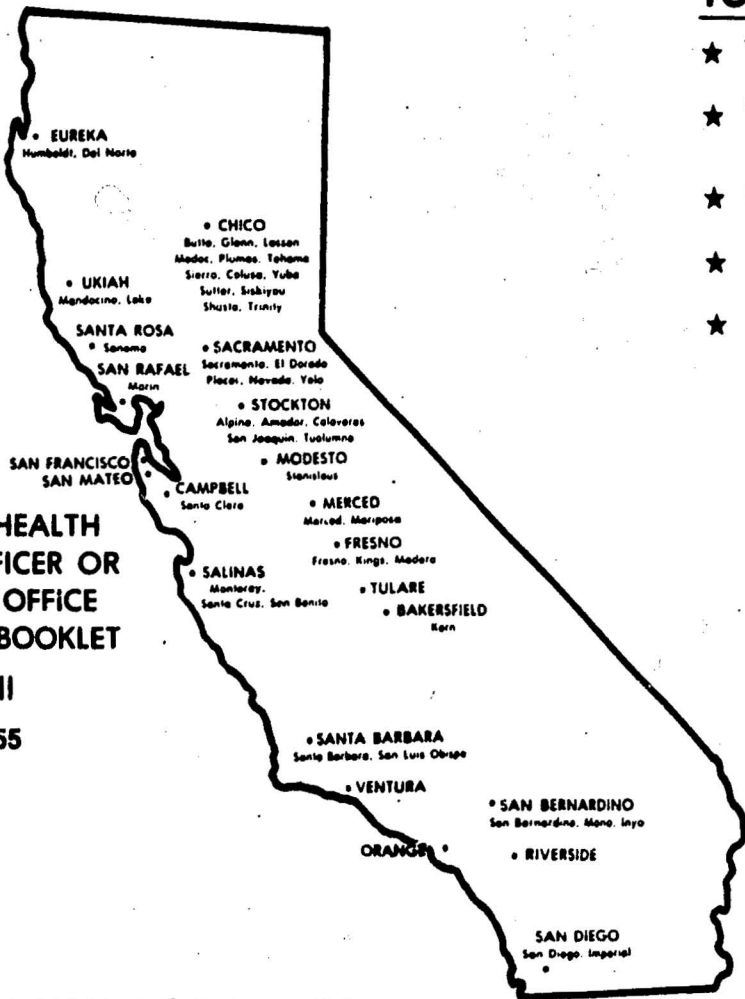 ★
★
★
★
★
EUREKA
Humboldt, Del Norte
CHICO
Butte, Glenn, Lassen
Modoc, Plumas, Tehama
Sierra, Colusa, Yuba
Sutter, Siskiyou
Shasta, Trinity
UKIAH
Mendocino, Lake
SANTA ROSA
Sonoma
SACRAMENTO
Sacramento, El Dorado
Placer, Nevada, Yolo
SAN RAFAEL
Marin
STOCKTON
Alpine, Amador, Calaveras
San Joaquin, Tuolumne
MODESTO
Stanislaus
SAN FRANCISCO
SAN MATEO
CAMPBELL
Santa Clara
MERCED
Merced, Mariposa
FRESNO
Fresno, Kings, Madera
SALINAS
Monterey,
Santa Cruz, San Benito
TULARE
BAKERSFIELD
Kern
HEALTH
FICER OR
OFFICE
BOOKLET
55
SANTA BARBARA
Santa Barbara, San Luis Obispo
VENTURA
SAN BERNARDINO
San Bernardino, Mono, Inyo
ORANGE
RIVERSIDE
SAN DIEGO
San Diego, Imperial